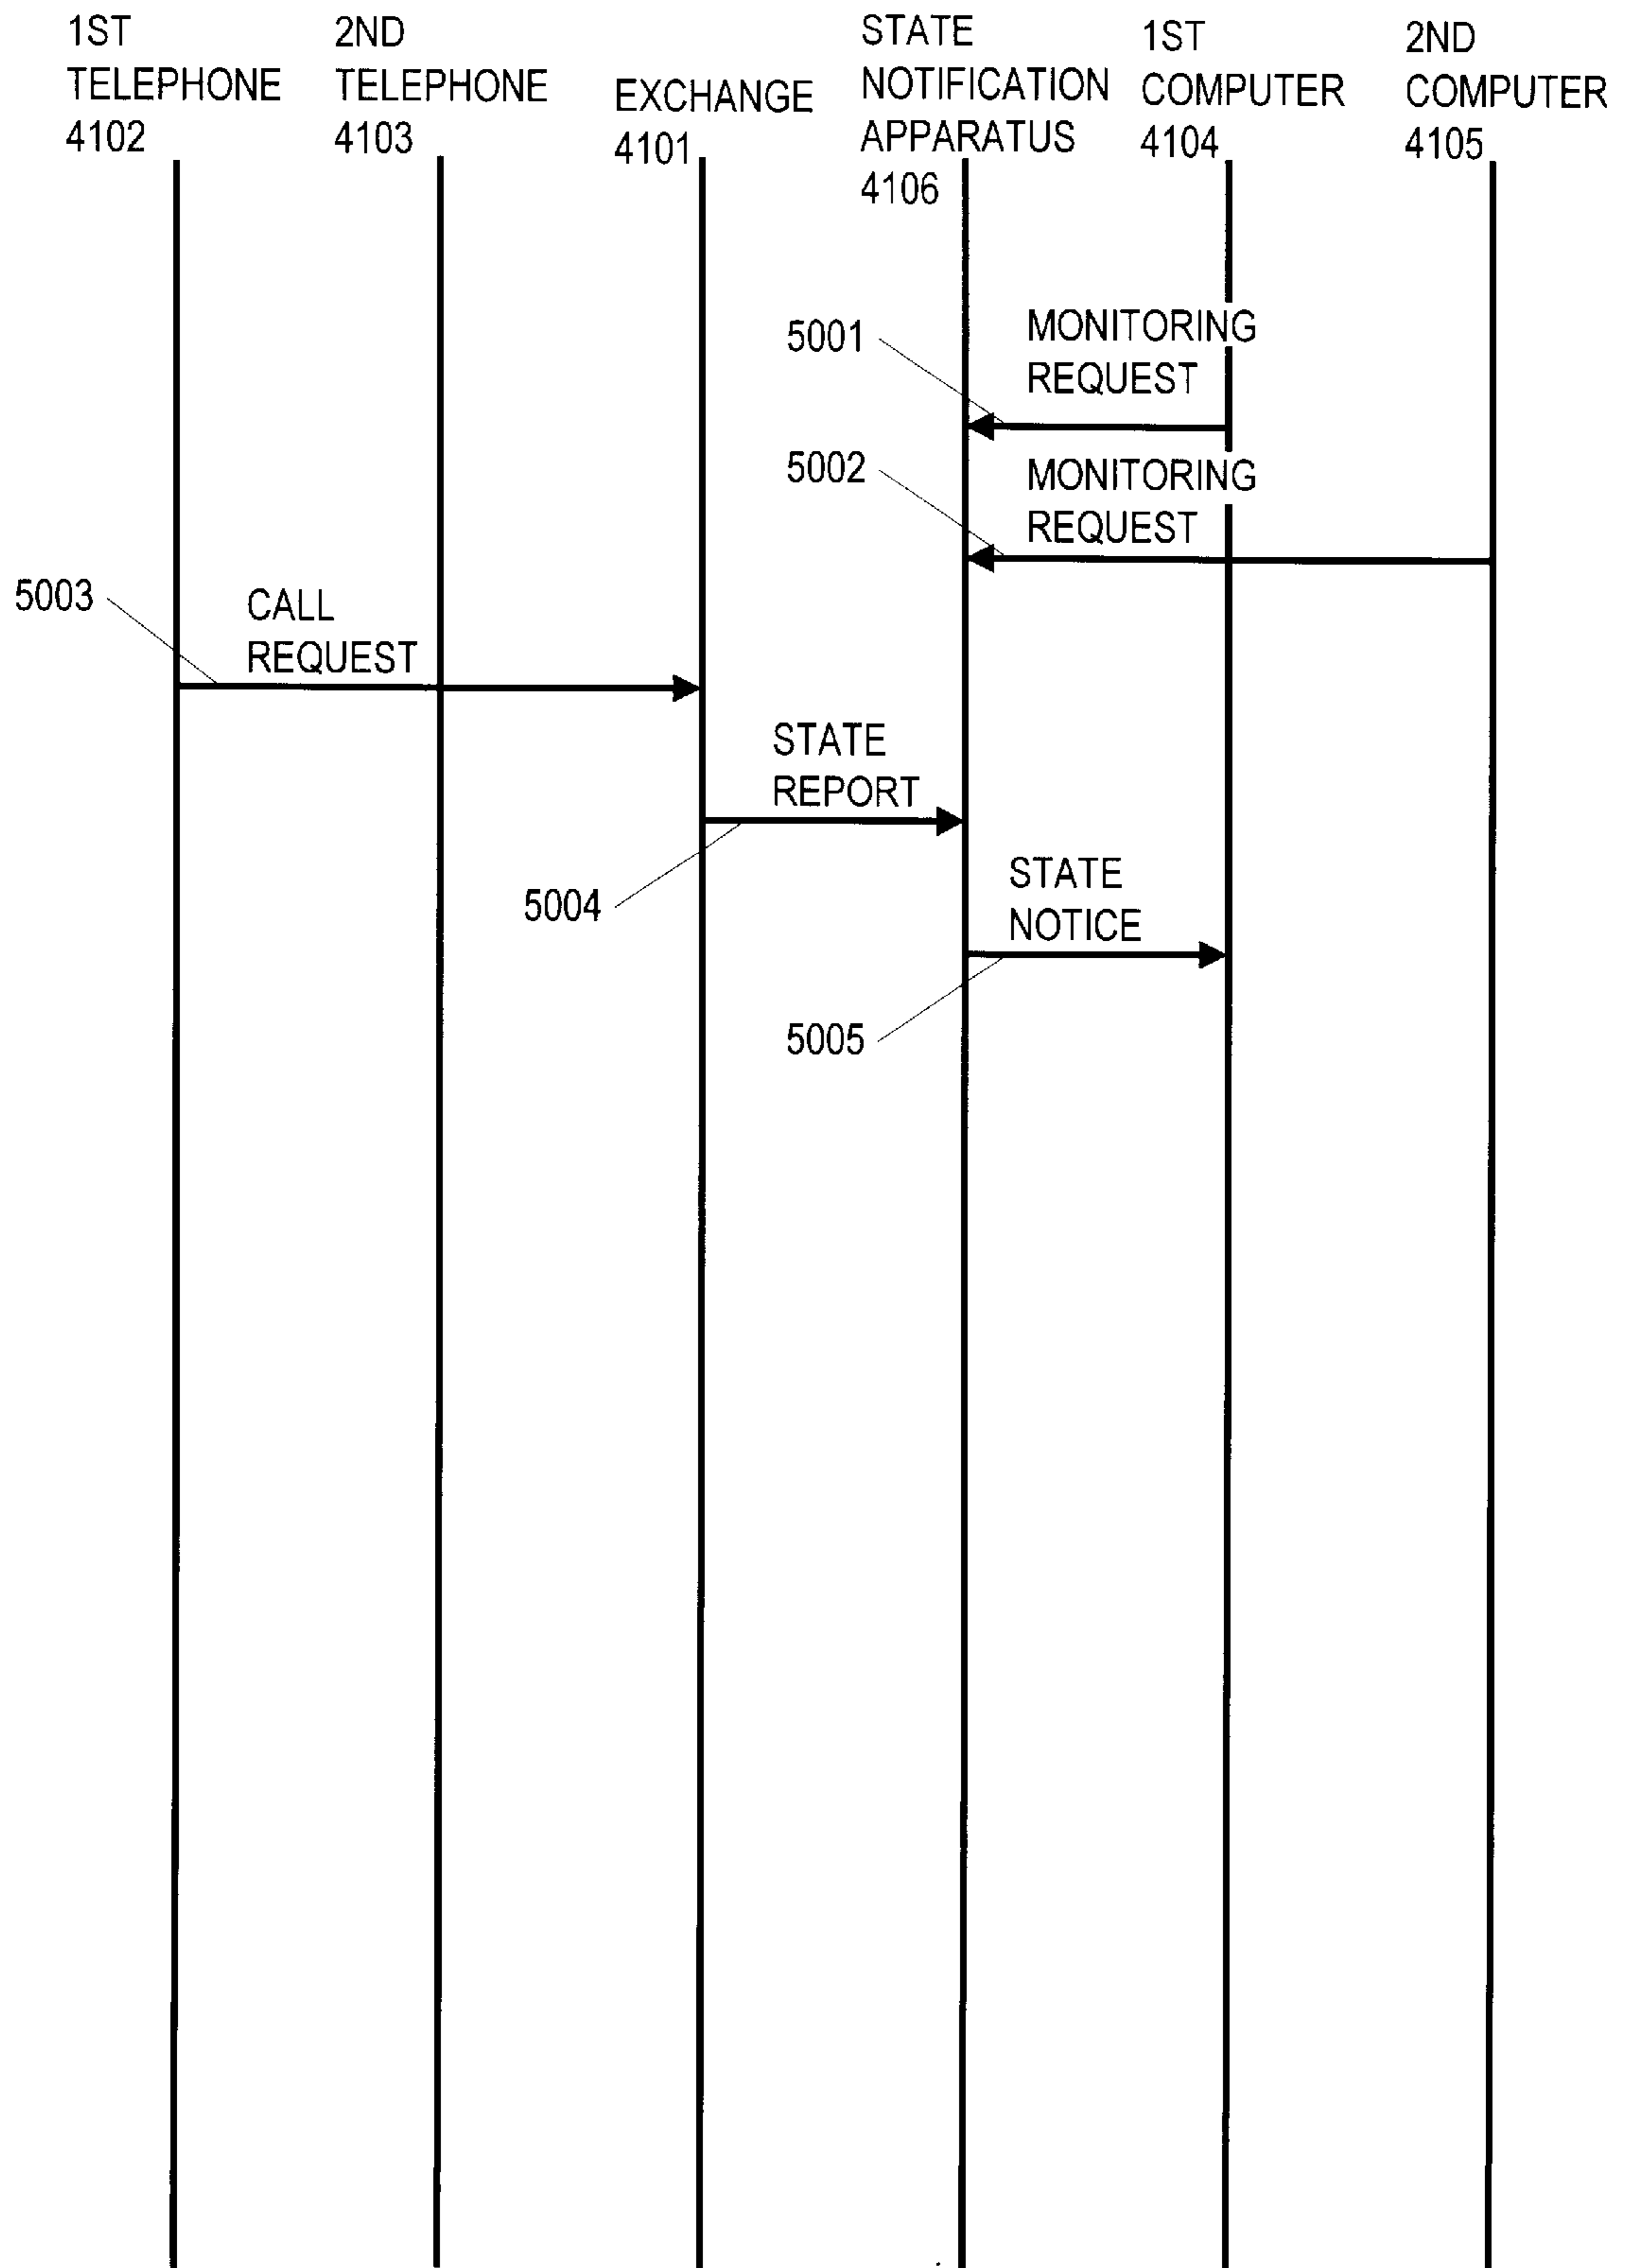 1ST
TELEPHONE
4102
2ND
TELEPHONE
4103
EXCHANGE
4101
STATE
NOTIFICATION
APPARATUS
4106
1ST
COMPUTER
4104
2ND
COMPUTER
4105
5001
MONITORING
REQUEST
5002
MONITORING
REQUEST
5003
CALL
REQUEST
STATE
REPORT
5004
STATE
NOTICE
5005